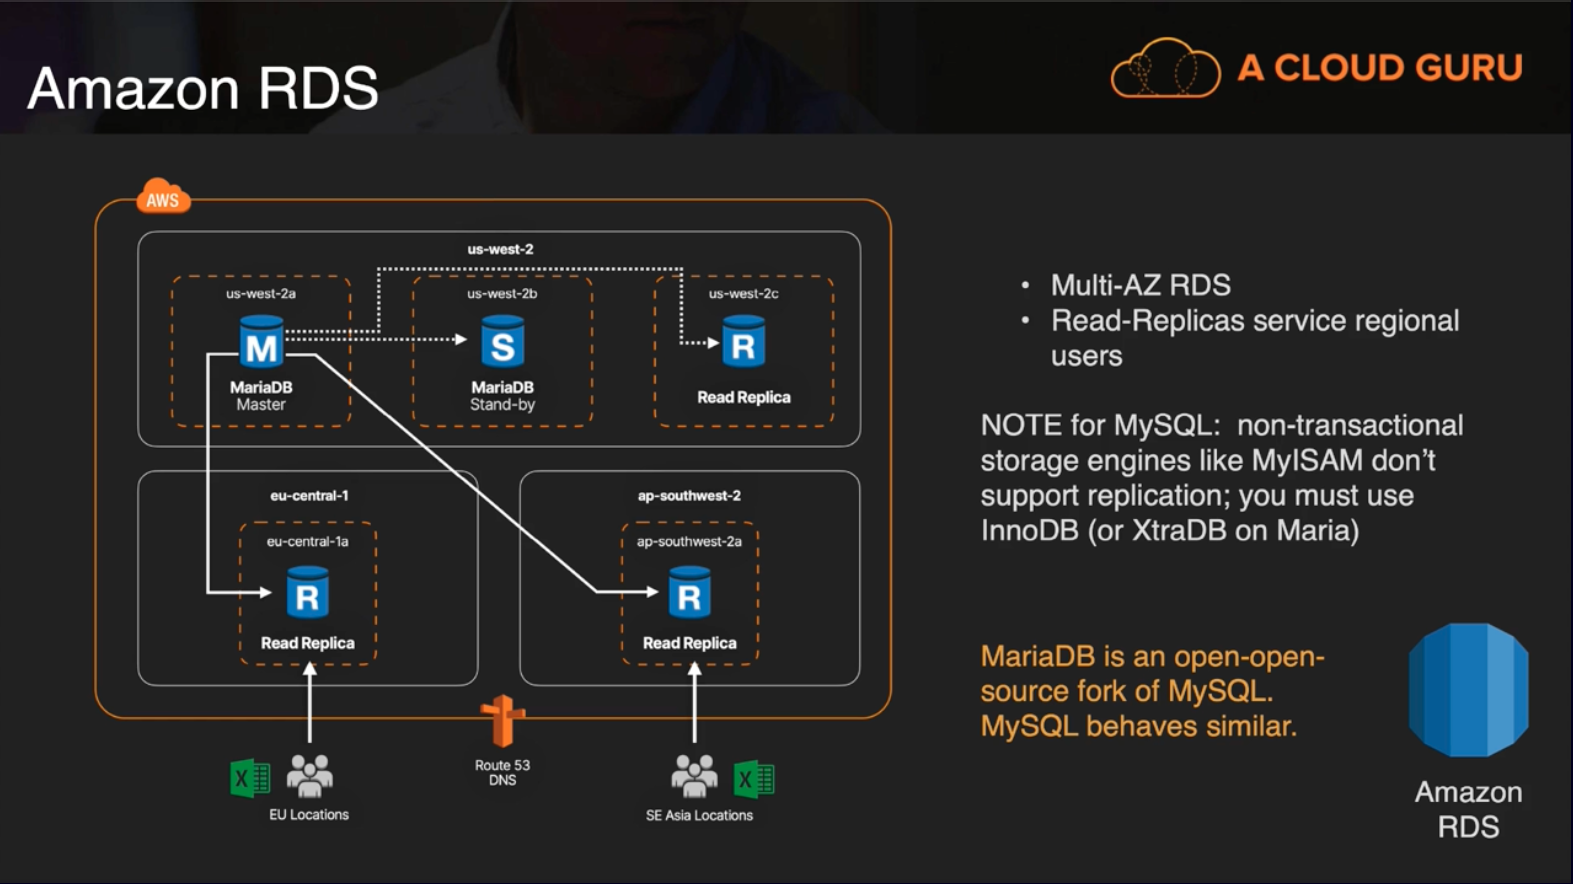 Amazon RDS
A CLOUD GURU
AWS
us-west-2
us-west-2a
us-west-2b
us-west-2c
M
S
R
MariaDB
Master
MariaDB
Stand-by
Read Replica
eu-central-1
ap-southwest-2
eu-central-1a
ap-southwest-2a
R
R
Read Replica
Read Replica
Route 53
DNS
X
X
EU Locations
SE Asia Locations
• Multi-AZ RDS
• Read-Replicas service regional
users
NOTE for MySQL: non-transactional
storage engines like MyISAM don’t
support replication; you must use
InnoDB (or XtraDB on Maria)
MariaDB is an open-open-
source fork of MySQL.
MySQL behaves similar.
Amazon
RDS